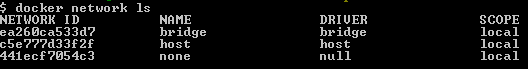 $ docker network ls
NETWORK ID NAME DRIVER SCOPE
ea260ca533d7 bridge bridge local
c5e777d33f2f host host local
441ecf7054c3 none null local